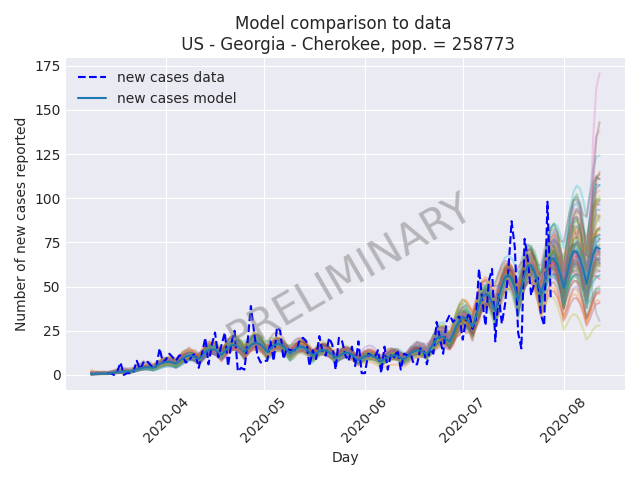 Model comparison to data
US - Georgia - Cherokee, pop. = 258773
new cases data
new cases model
PRELIMINARY
Number of new cases reported
175
150
125
100
75
50
25
0
2020-04
2020-05
2020-06
2020-07
2020-08
Day